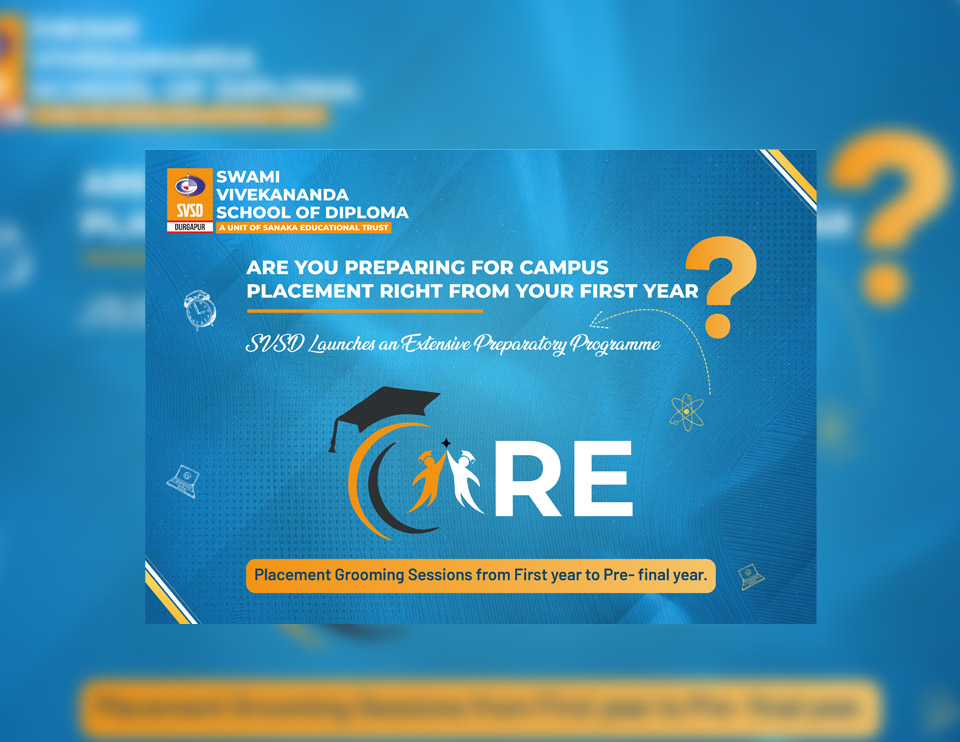 SWAMI
VIVEKANANDA
SCHOOL OF DIPLOMA
A UNIT OF SANAKA EDUCATIONAL TRUST
SVSD
DURGAPUR
ARE YOU PREPARING FOR CAMPUS
PLACEMENT RIGHT FROM YOUR FIRST YEAR?
SVSD Launches an Extensive Preparatory Programme
CARE
Placement Grooming Sessions from First year to Pre- final year.